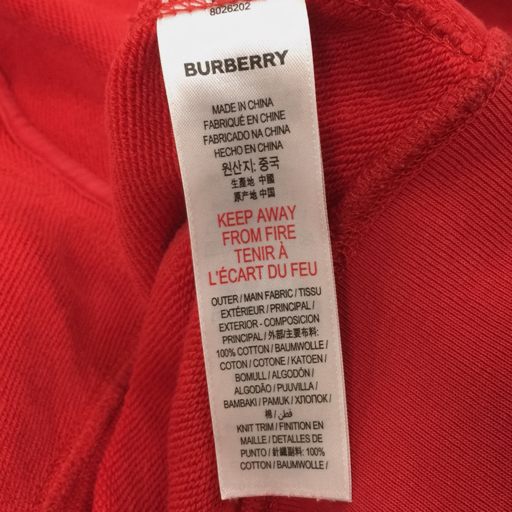 8026202
BURBERRY
MADE IN CHINA
FABRIQUÉ EN CHINE
FABRICADO NA CHINA
HECHO EN CHINA
원산지: 중국
生產地 中國
原产地 中国
KEEP AWAY
FROM FIRE
TENIR À
L'ÉCART DU FEU
OUTER / MAIN FABRIC / TISSU
EXTÉRIEUR / PRINCIPAL /
EXTERIOR - COMPOSICION
PRINCIPAL / 外部/主要布料:
100% COTTON / BAUMWOLLE /
COTON / COTONE / KATOEN /
BOMULL / ALGODÓN /
ALGODÃO / PUUVILLA /
BAMBAKI / PAMUK / ХЛОПОК /
棉 / قطن /
KNIT TRIM / FINITION EN
MAILLE / DETALLES DE
PUNTO / 針織副料: 100%
COTTON / BAUMWOLLE /